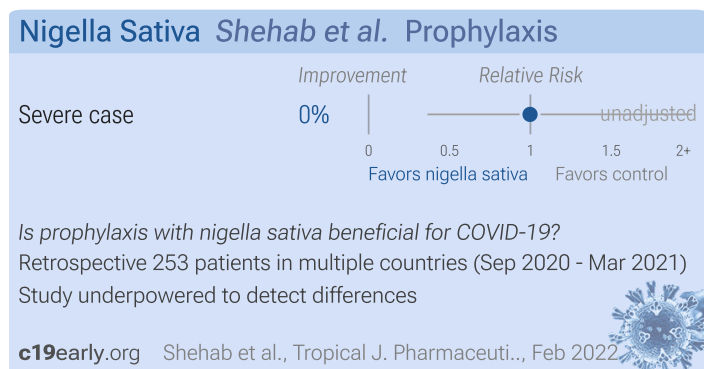 Nigella Sativa Shehab et al. Prophylaxis
Improvement Relative Risk
Severe case 0% unadjusted
0 0.5 1 1.5 2+
Favors nigella sativa Favors control
Is prophylaxis with nigella sativa beneficial for COVID-19?
Retrospective 253 patients in multiple countries (Sep 2020 - Mar 2021)
Study underpowered to detect differences
c19early.org Shehab et al., Tropical J. Pharmaceuti.., Feb 2022